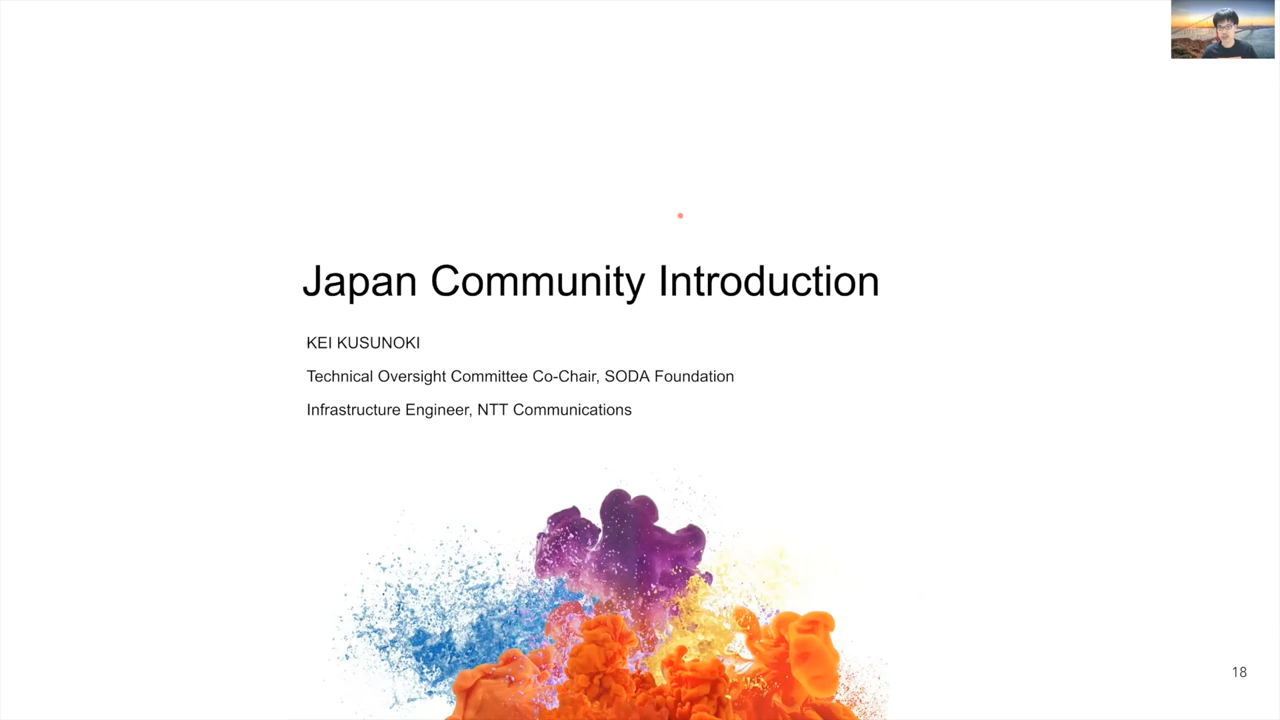 Japan Community Introduction
KEI KUSUNOKI
Technical Oversight Committee Co-Chair, SODA Foundation
Infrastructure Engineer, NTT Communications
18